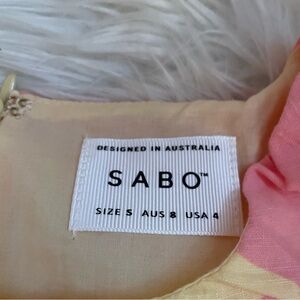 DESIGNED IN AUSTRALIA
SABO™
SIZE S AUS 8 USA 4